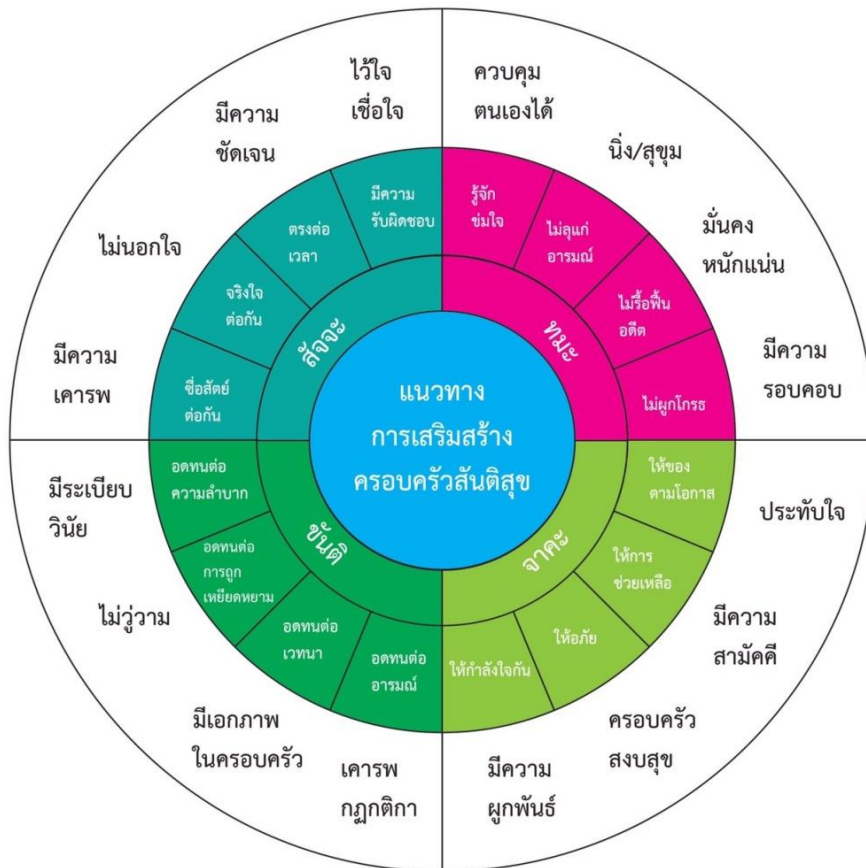 แนวทาง
การเสริมสร้าง
ครอบครัวสันติสุข
สัจจะ
มีความ
รับผิดชอบ
ตรงต่อ
เวลา
จริงใจ
ต่อกัน
ซื่อสัตย์
ต่อกัน
ไว้ใจ
เชื่อใจ
มีความ
ชัดเจน
ไม่นอกใจ
มีความ
เคารพ
ทมะ
รู้จัก
ข่มใจ
ไม่ลุแก่
อารมณ์
ไม่รื้อฟื้น
อดีต
ไม่ผูกโกรธ
ควบคุม
ตนเองได้
นิ่ง/สุขุม
มั่นคง
หนักแน่น
มีความ
รอบคอบ
ขันติ
อดทนต่อ
ความลำบาก
อดทนต่อ
การถูก
เหยียดหยาม
อดทนต่อ
เวทนา
อดทนต่อ
อารมณ์
มีระเบียบ
วินัย
ไม่วู่วาม
มีเอกภาพ
ในครอบครัว
เคารพ
กฏกติกา
จาคะ
ให้ของ
ตามโอกาส
ให้การ
ช่วยเหลือ
ให้อภัย
ให้กำลังใจกัน
ประทับใจ
มีความ
สามัคคี
ครอบครัว
สงบสุข
มีความ
ผูกพันธ์